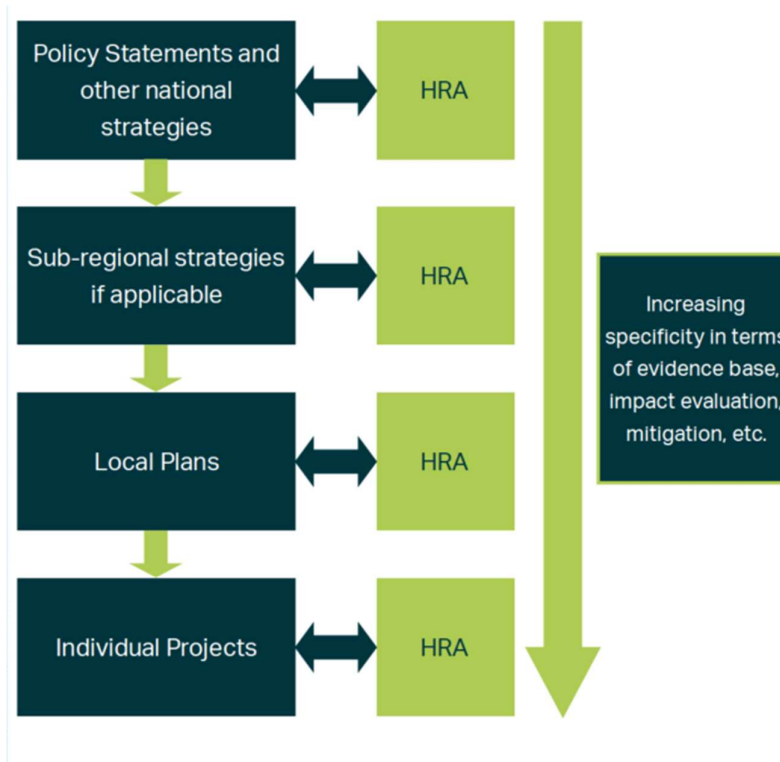 Policy Statements and
other national
strategies
HRA
Sub-regional strategies
if applicable
HRA
Increasing
specificity in terms
of evidence base,
impact evaluation,
mitigation, etc.
Local Plans
HRA
Individual Projects
HRA